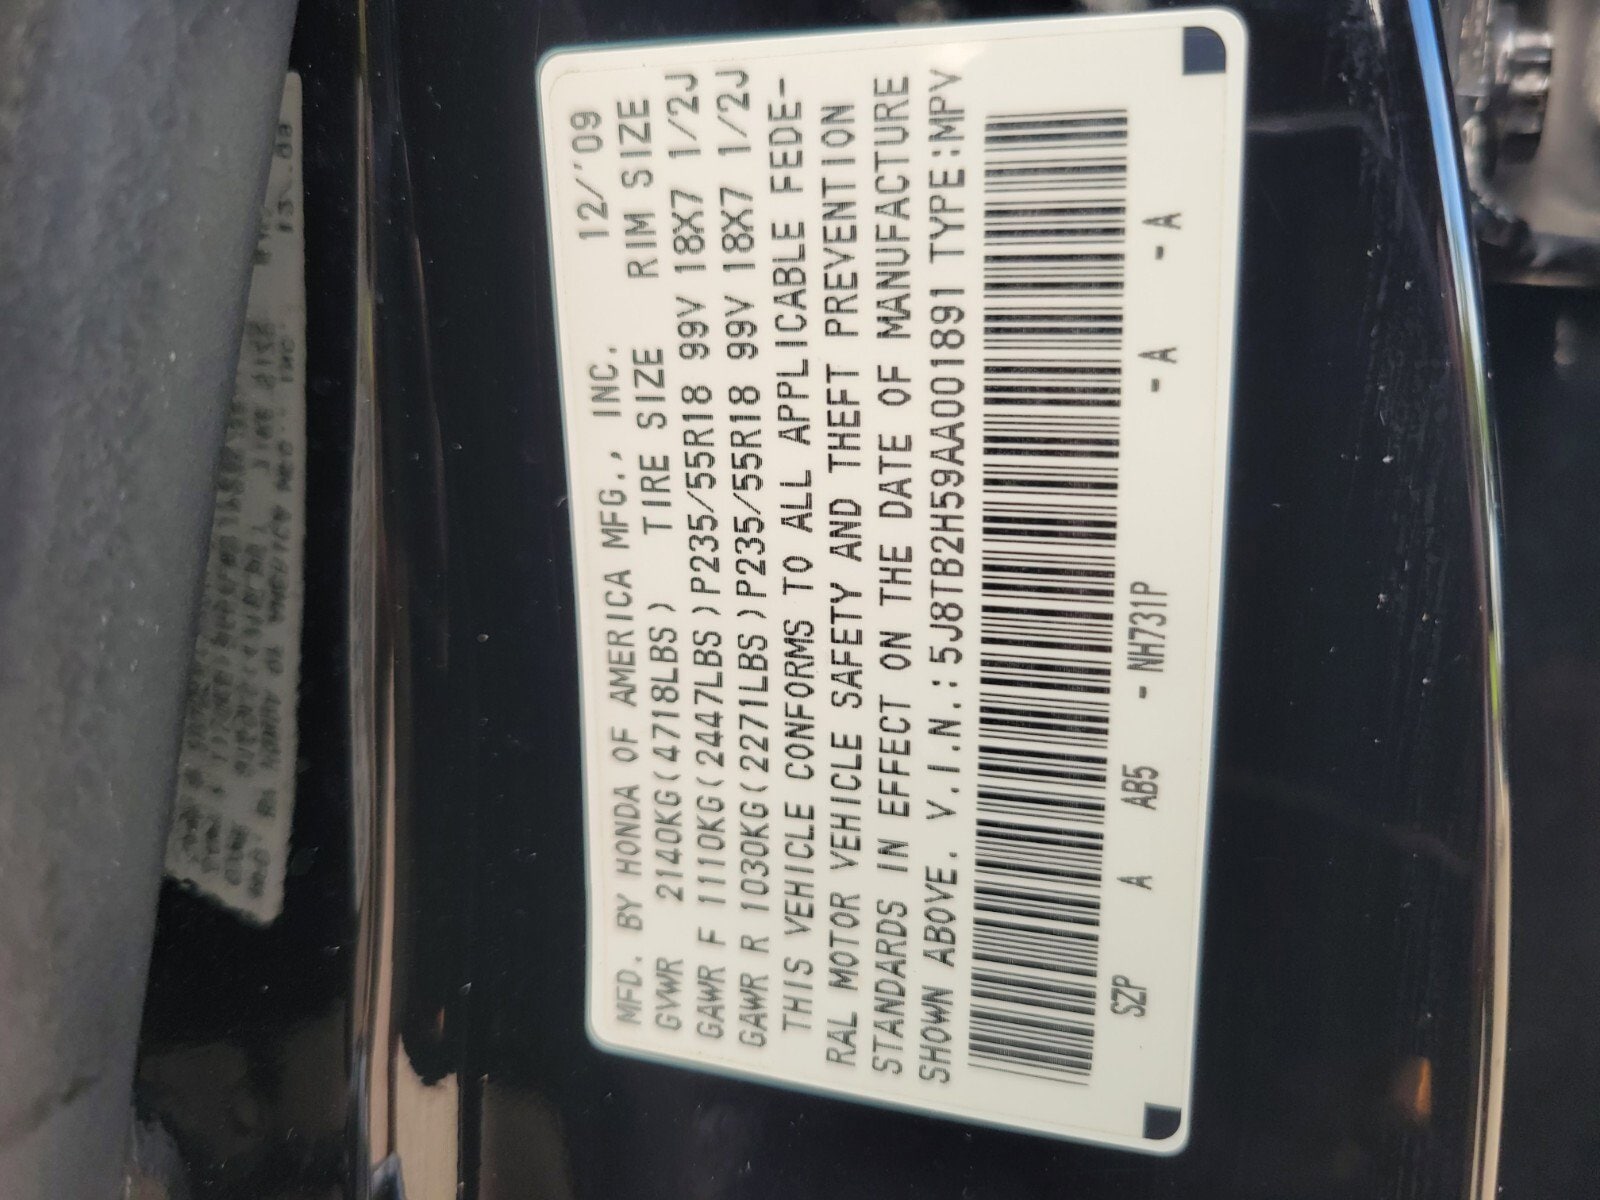 MFD. BY HONDA OF AMERICA MFG., INC. 12/'09
GVWR 2140KG(4718LBS) TIRE SIZE RIM SIZE
GAWR F 1110KG(2447LBS)P235/55R18 99V 18X7 1/2J
GAWR R 1030KG(2271LBS)P235/55R18 99V 18X7 1/2J
THIS VEHICLE CONFORMS TO ALL APPLICABLE FEDE-
RAL MOTOR VEHICLE SAFETY AND THEFT PREVENTION
STANDARDS IN EFFECT ON THE DATE OF MANUFACTURE
SHOWN ABOVE. V.I.N.:5J8TB2H59AA001891 TYPE:MPV
SZP A AB5 - NH731P - A - A